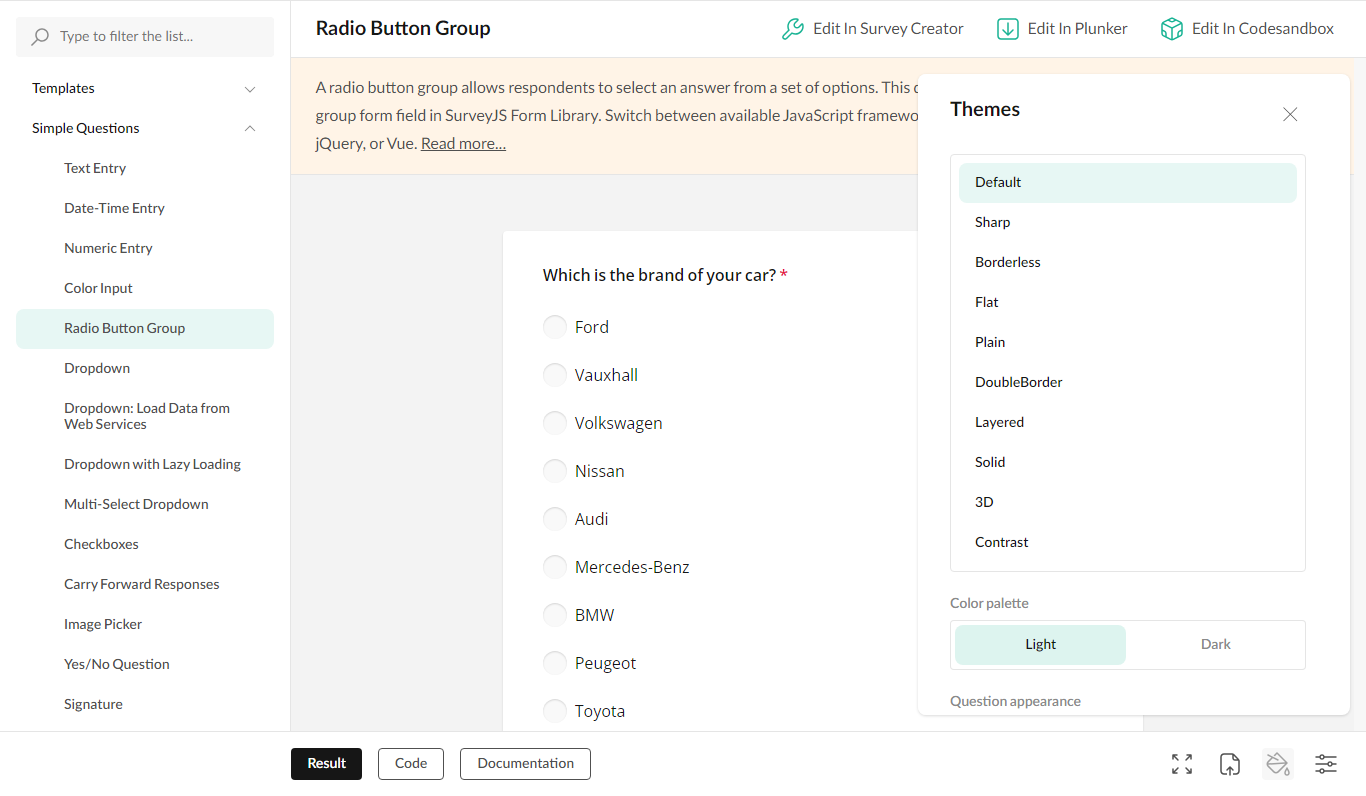 Type to filter the list...
Templates
Simple Questions
Text Entry
Date-Time Entry
Numeric Entry
Color Input
Radio Button Group
Dropdown
Dropdown: Load Data from
Web Services
Dropdown with Lazy Loading
Multi-Select Dropdown
Checkboxes
Carry Forward Responses
Image Picker
Yes/No Question
Signature
Radio Button Group
Edit In Survey Creator
Edit In Plunker
Edit In Codesandbox
A radio button group allows respondents to select an answer from a set of options. This
group form field in SurveyJS Form Library. Switch between available JavaScript
jQuery, or Vue. Read more...
Which is the brand of your car? *
Ford
Vauxhall
Volkswagen
Nissan
Audi
Mercedes-Benz
BMW
Peugeot
Toyota
Themes
Default
Sharp
Borderless
Flat
Plain
DoubleBorder
Layered
Solid
3D
Contrast
Color palette
Light
Dark
Question appearance
Result
Code
Documentation